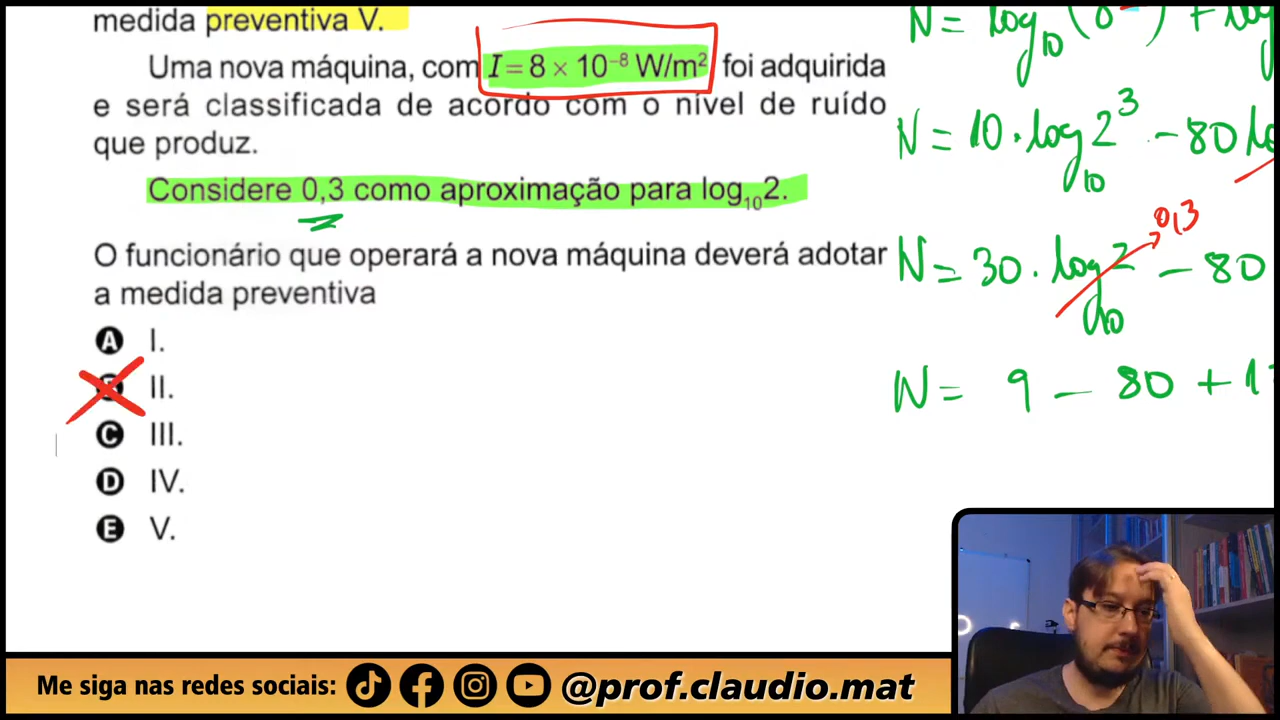 medida preventiva V.
Uma nova máquina, com I = 8 × 10⁻⁸ W/m² foi adquirida
e será classificada de acordo com o nível de ruído
que produz.
Considere 0,3 como aproximação para log₁₀2.
O funcionário que operará a nova máquina deverá adotar
a medida preventiva
A I.
II.
C III.
D IV.
E V.
N = log₁₀
N = 10 · log₁₀ 2³ - 80
0,3
N = 30 · log₁₀ 2 - 80
N = 9 - 80 +
Me siga nas redes sociais: @prof.claudio.mat